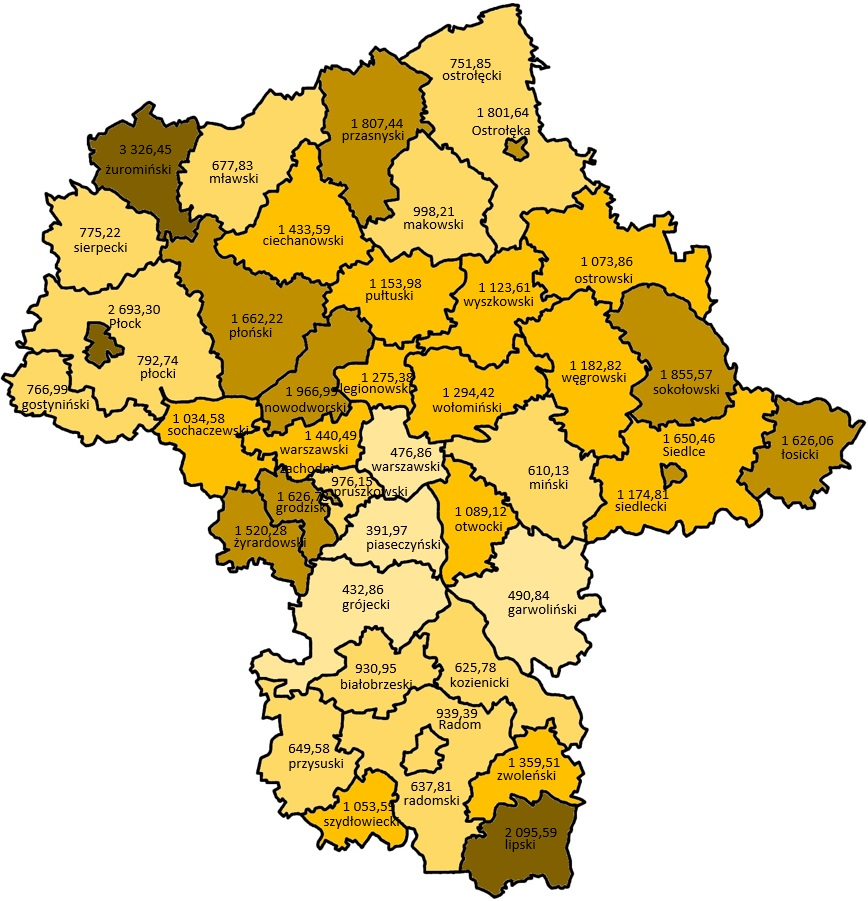 751,85
ostrołęcki
1 801,64
Ostrołęka
1 807,44
przasnyski
3 326,45
żuromiński
677,83
mławski
998,21
makowski
775,22
sierpecki
1 433,59
ciechanowski
1 073,86
ostrowski
1 153,98
pułtuski
1 123,61
wyszkowski
2 693,30
Płock
1 662,22
płoński
792,74
płocki
766,99
gostyniński
1 966,99
nowodworski
1 275,38
legionowski
1 294,42
wołomiński
1 182,82
węgrowski
1 855,57
sokołowski
1 034,58
sochaczewski
1 440,49
warszawski
zachodni
476,86
warszawski
1 650,46
Siedlce
1 626,06
łosicki
610,13
miński
1 174,81
siedlecki
976,15
pruszkowski
grodziski
1 520,28
żyrardowski
1 089,12
otwocki
391,97
piaseczyński
432,86
grójecki
490,84
garwoliński
930,95
białobrzeski
625,78
kozienicki
939,39
Radom
649,58
przysuski
637,81
radomski
1 359,51
zwoleński
1 053,59
szydłowiecki
2 095,59
lipski